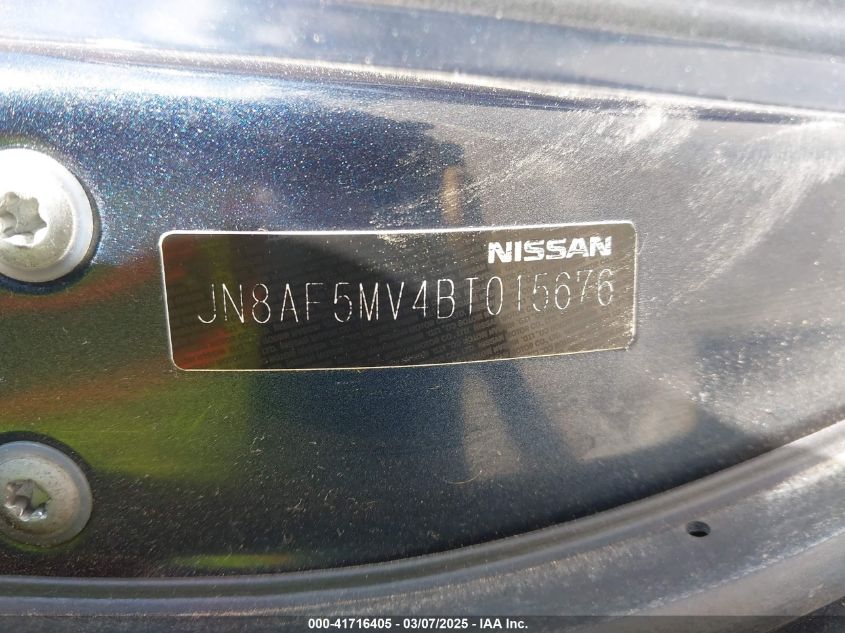 NISSAN
JN8AF5MV4BT015676
000-41716405 - 03/07/2025 - IAA Inc.